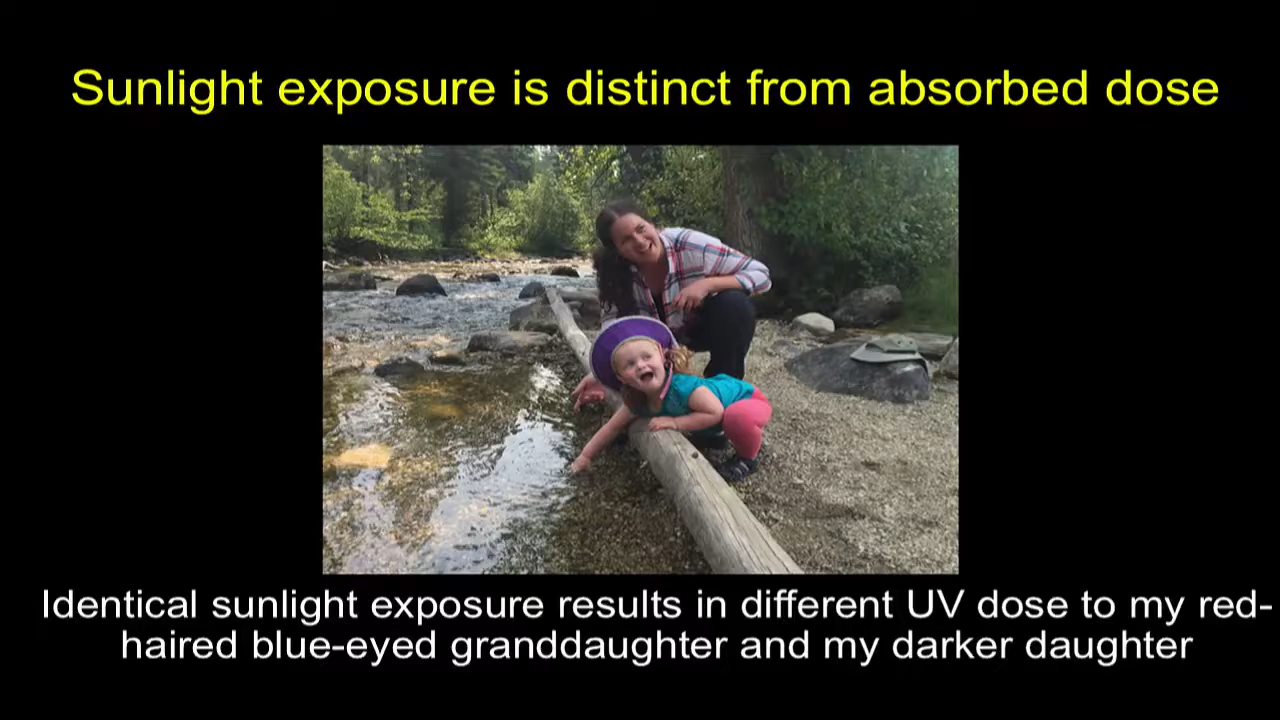 Sunlight exposure is distinct from absorbed dose
Identical sunlight exposure results in different UV dose to my red-
haired blue-eyed granddaughter and my darker daughter